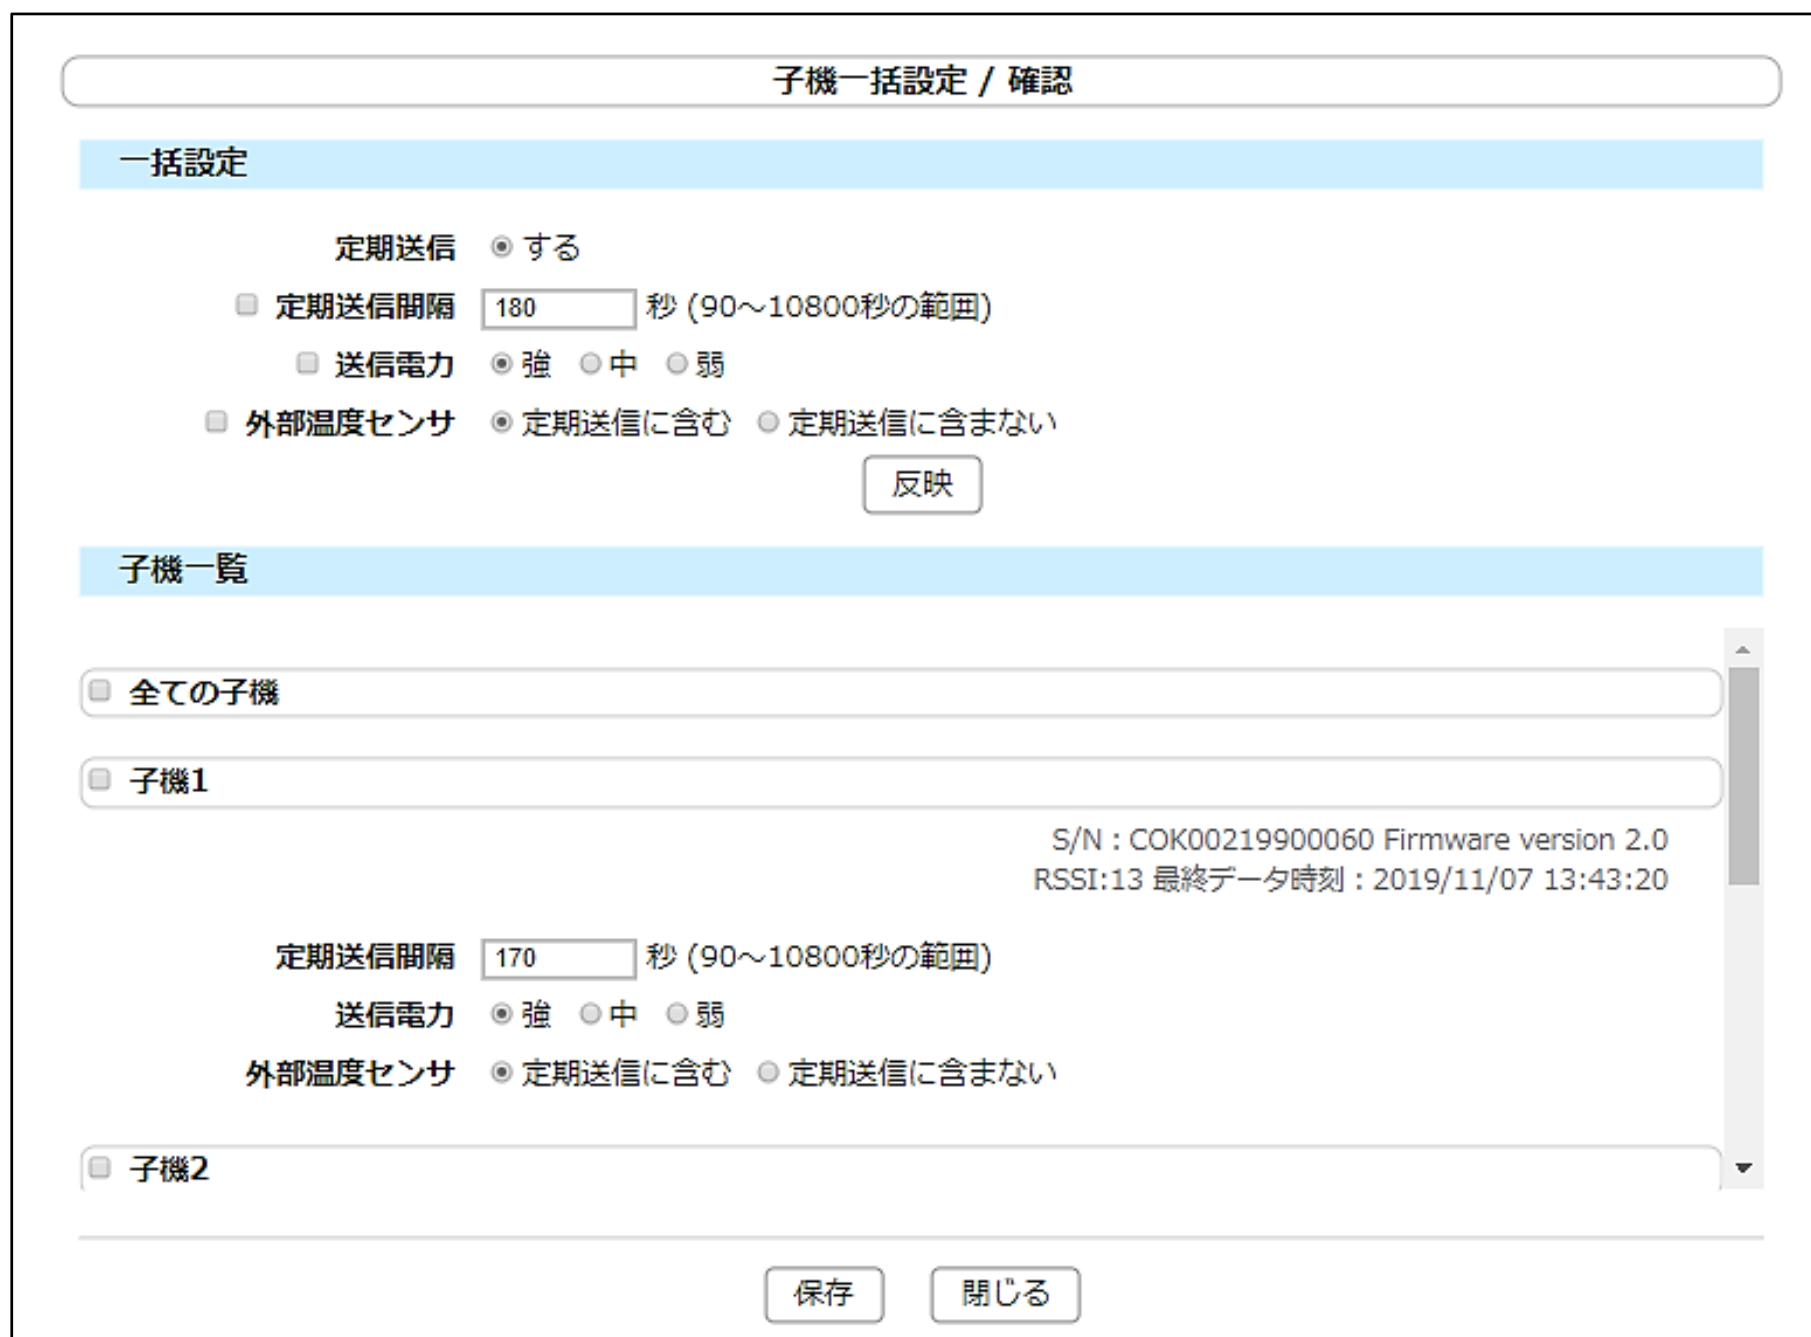 子機一括設定 / 確認
一括設定
定期送信 する
定期送信間隔 180 秒 (90～10800秒の範囲)
送信電力 強 中 弱
外部温度センサ 定期送信に含む 定期送信に含まない
反映
子機一覧
全ての子機
子機1
S/N : COK00219900060 Firmware version 2.0
RSSI:13 最終データ時刻 : 2019/11/07 13:43:20
定期送信間隔 170 秒 (90～10800秒の範囲)
送信電力 強 中 弱
外部温度センサ 定期送信に含む 定期送信に含まない
子機2
保存 閉じる